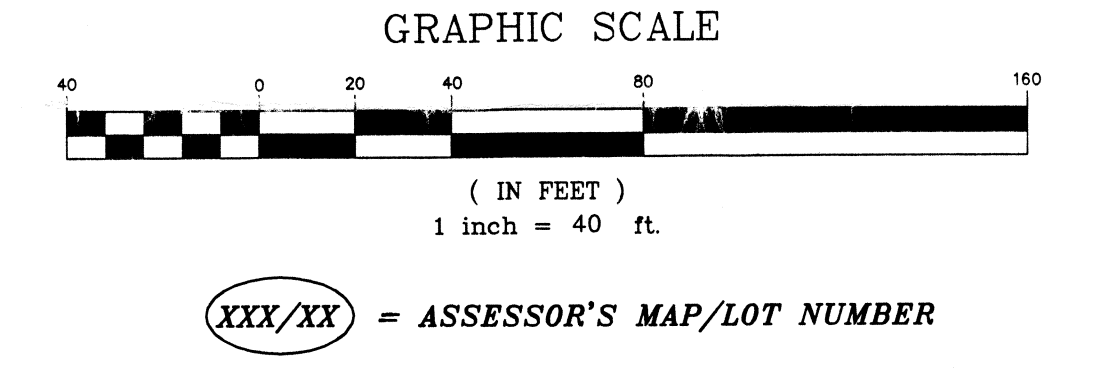 GRAPHIC SCALE
40 0 20 40 80 160
( IN FEET )
1 inch = 40 ft.
XXX/XX = ASSESSOR'S MAP/LOT NUMBER